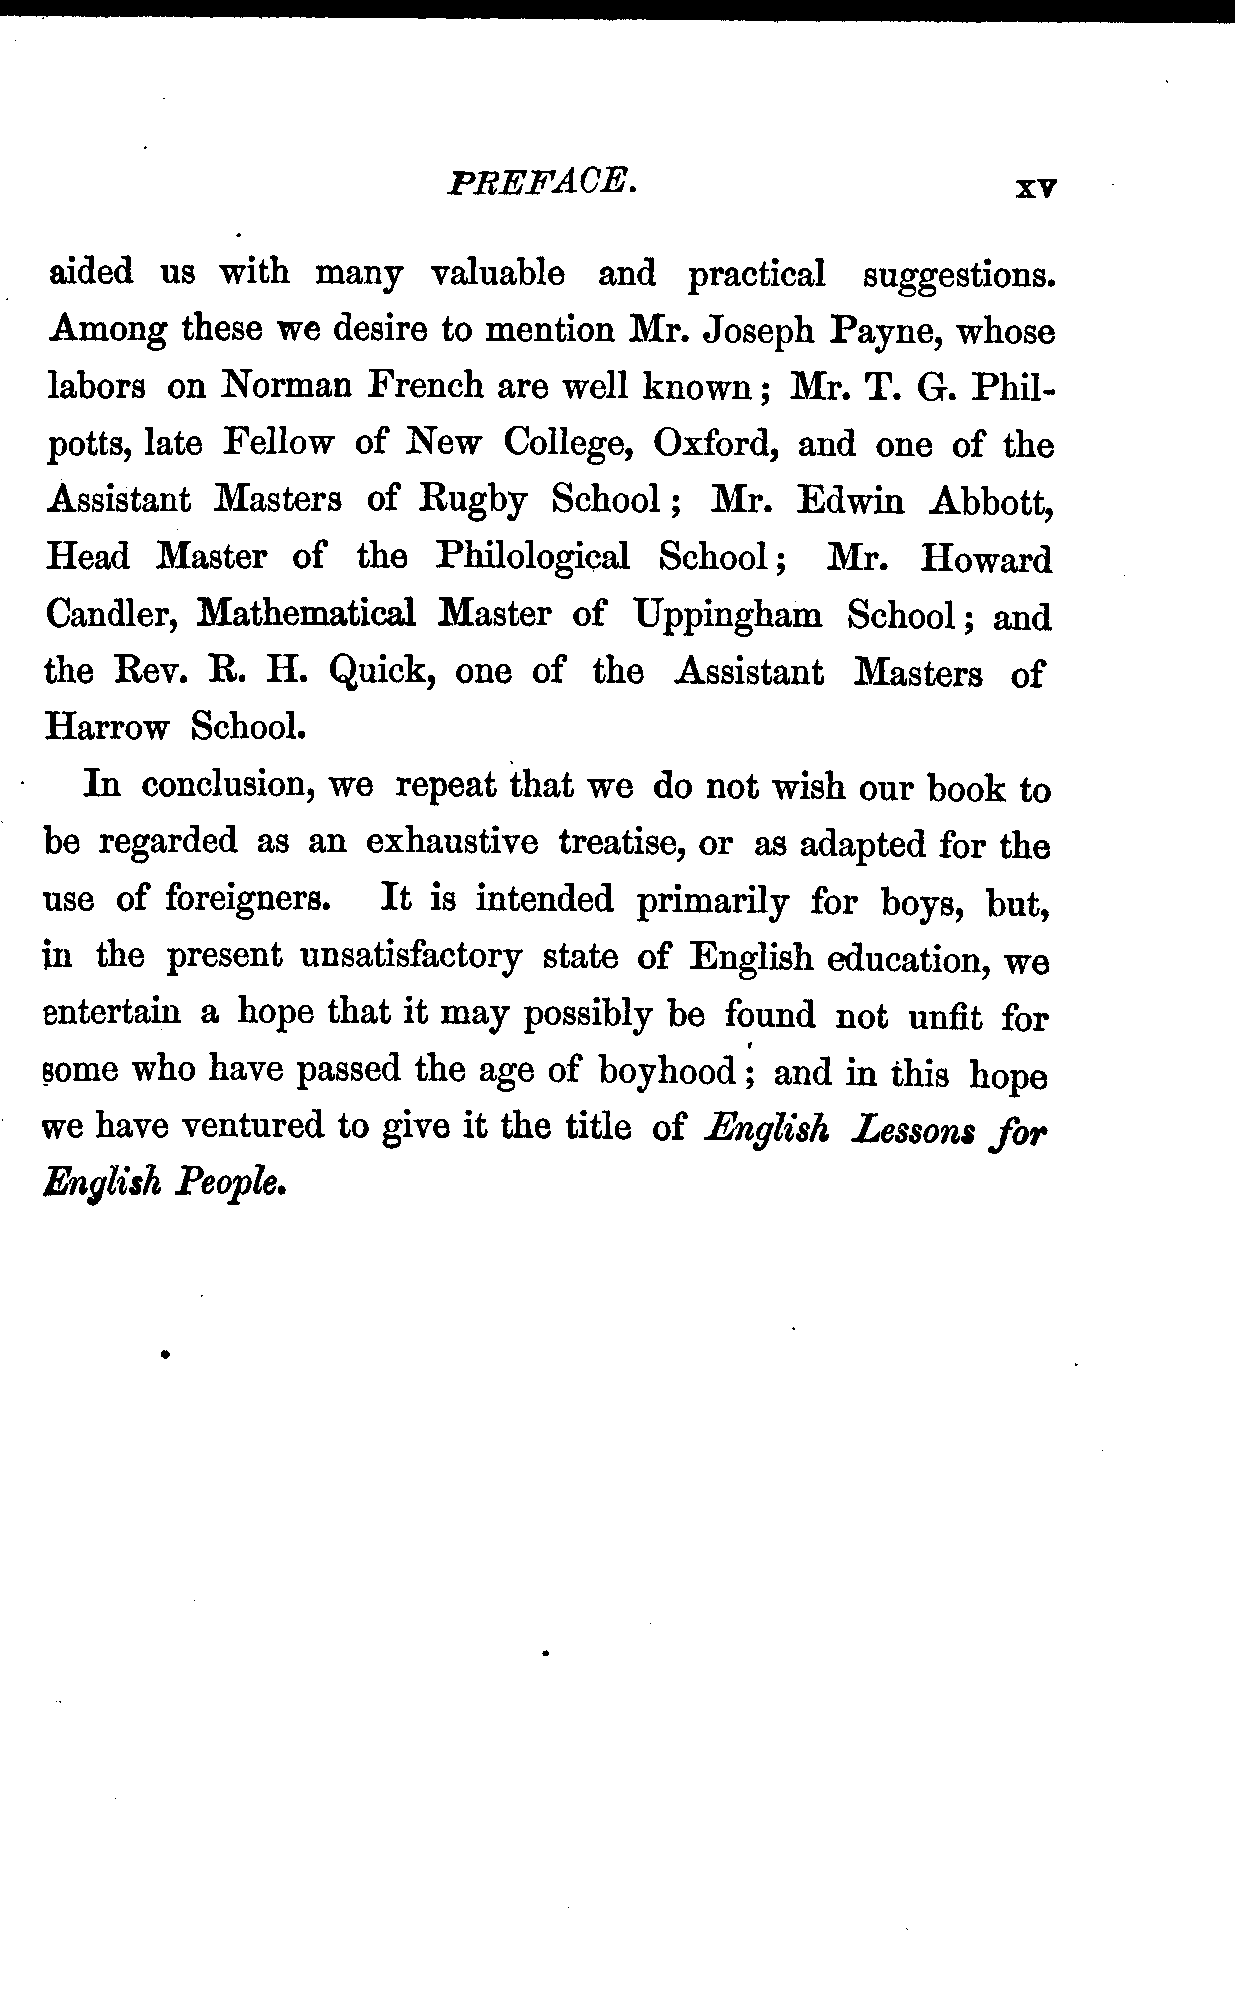 PREFACE. xv
aided us with many valuable and practical suggestions.
Among these we desire to mention Mr. Joseph Payne, whose
labors on Norman French are well known; Mr. T. G. Phil-
potts, late Fellow of New College, Oxford, and one of the
Assistant Masters of Rugby School; Mr. Edwin Abbott,
Head Master of the Philological School; Mr. Howard
Candler, Mathematical Master of Uppingham School; and
the Rev. R. H. Quick, one of the Assistant Masters of
Harrow School.
In conclusion, we repeat that we do not wish our book to
be regarded as an exhaustive treatise, or as adapted for the
use of foreigners. It is intended primarily for boys, but,
in the present unsatisfactory state of English education, we
entertain a hope that it may possibly be found not unfit for
some who have passed the age of boyhood; and in this hope
we have ventured to give it the title of English Lessons for
English People.